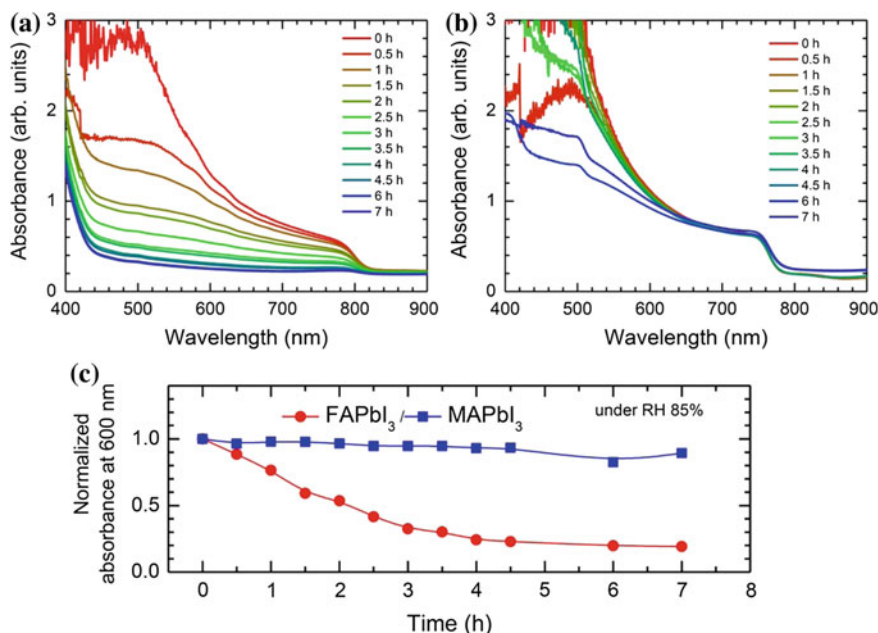 (a)
3
2
1
0
Absorbance (arb. units)
0 h
0.5 h
1 h
1.5 h
2 h
2.5 h
3 h
3.5 h
4 h
4.5 h
6 h
7 h
400 500 600 700 800 900
Wavelength (nm)
(b)
3
2
1
0
Absorbance (arb. units)
0 h
0.5 h
1 h
1.5 h
2 h
2.5 h
3 h
3.5 h
4 h
4.5 h
6 h
7 h
400 500 600 700 800 900
Wavelength (nm)
(c)
Normalized
absorbance at 600 nm
1.0
0.5
0.0
FAPbI₃ / MAPbI₃
under RH 85%
0 1 2 3 4 5 6 7 8
Time (h)